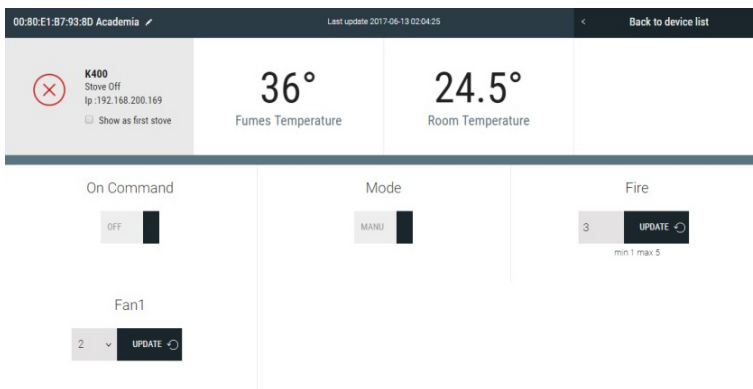 00:80:E1:B7:93:8D Academia
Last update 2017-06-13 02:04:25
< Back to device list
K400
Stove Off
Ip :192.168.200.169
Show as first stove
36°
Fumes Temperature
24.5°
Room Temperature
On Command
OFF
Mode
MANU
Fire
3 UPDATE
min.1 max.5
Fan1
2 UPDATE